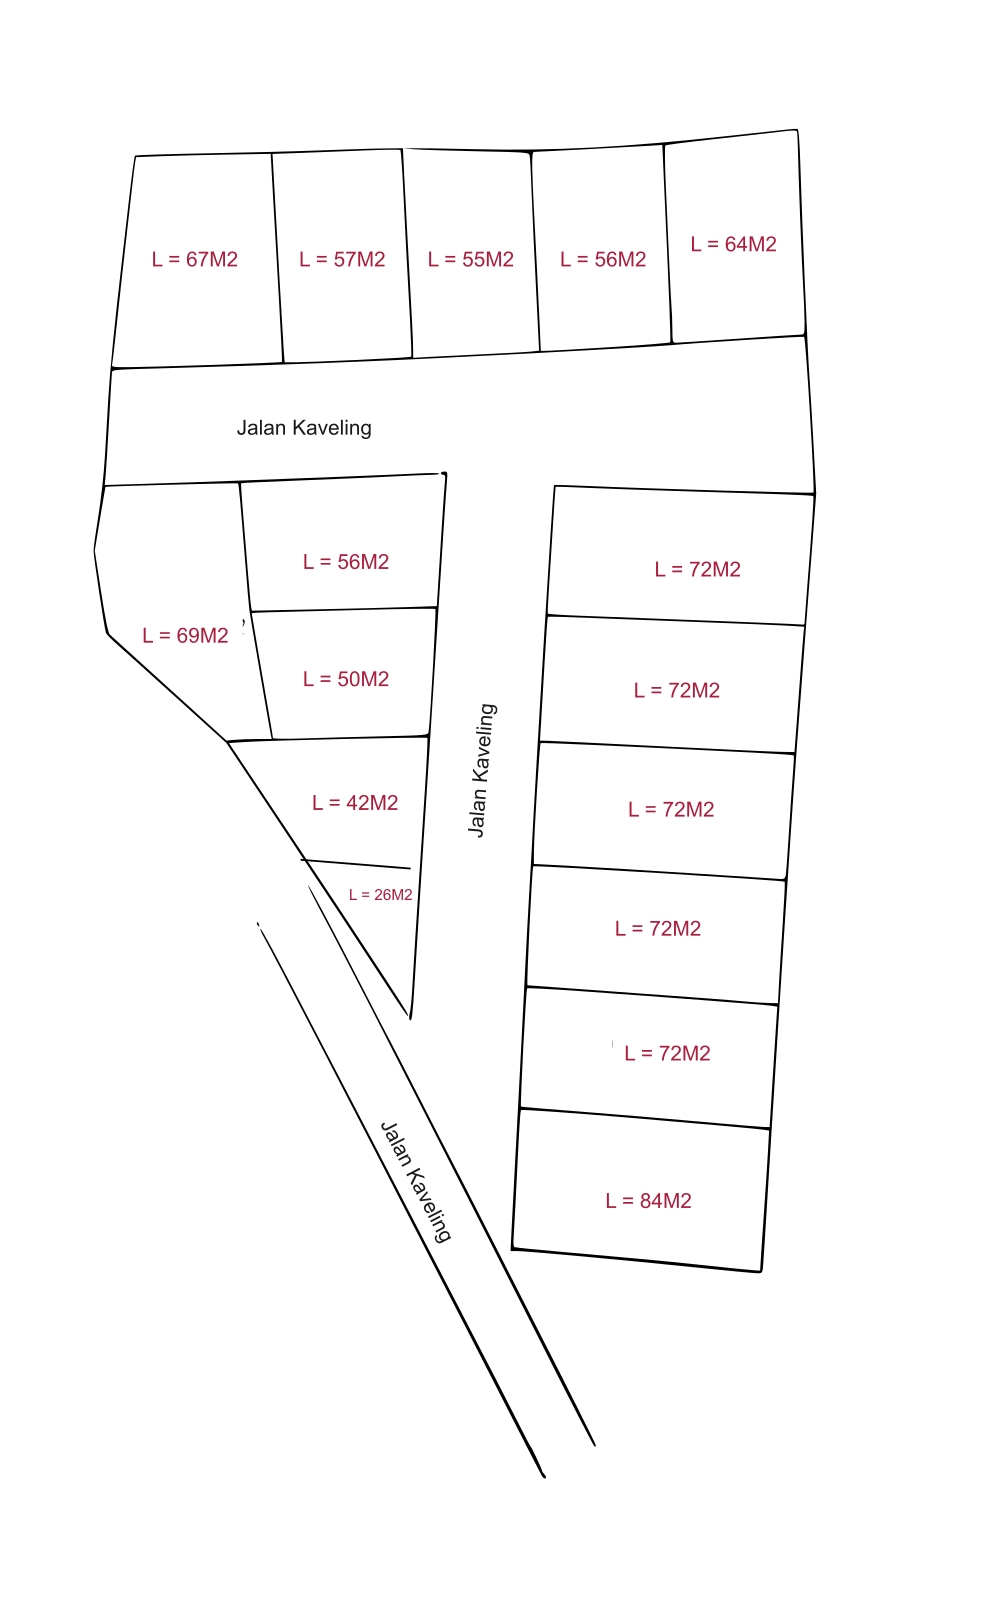 L = 67M2
L = 57M2
L = 55M2
L = 56M2
L = 64M2
Jalan Kaveling
L = 56M2
L = 72M2
L = 69M2
L = 50M2
L = 72M2
Jalan Kaveling
L = 42M2
L = 72M2
L = 26M2
L = 72M2
L = 72M2
Jalan Kaveling
L = 84M2